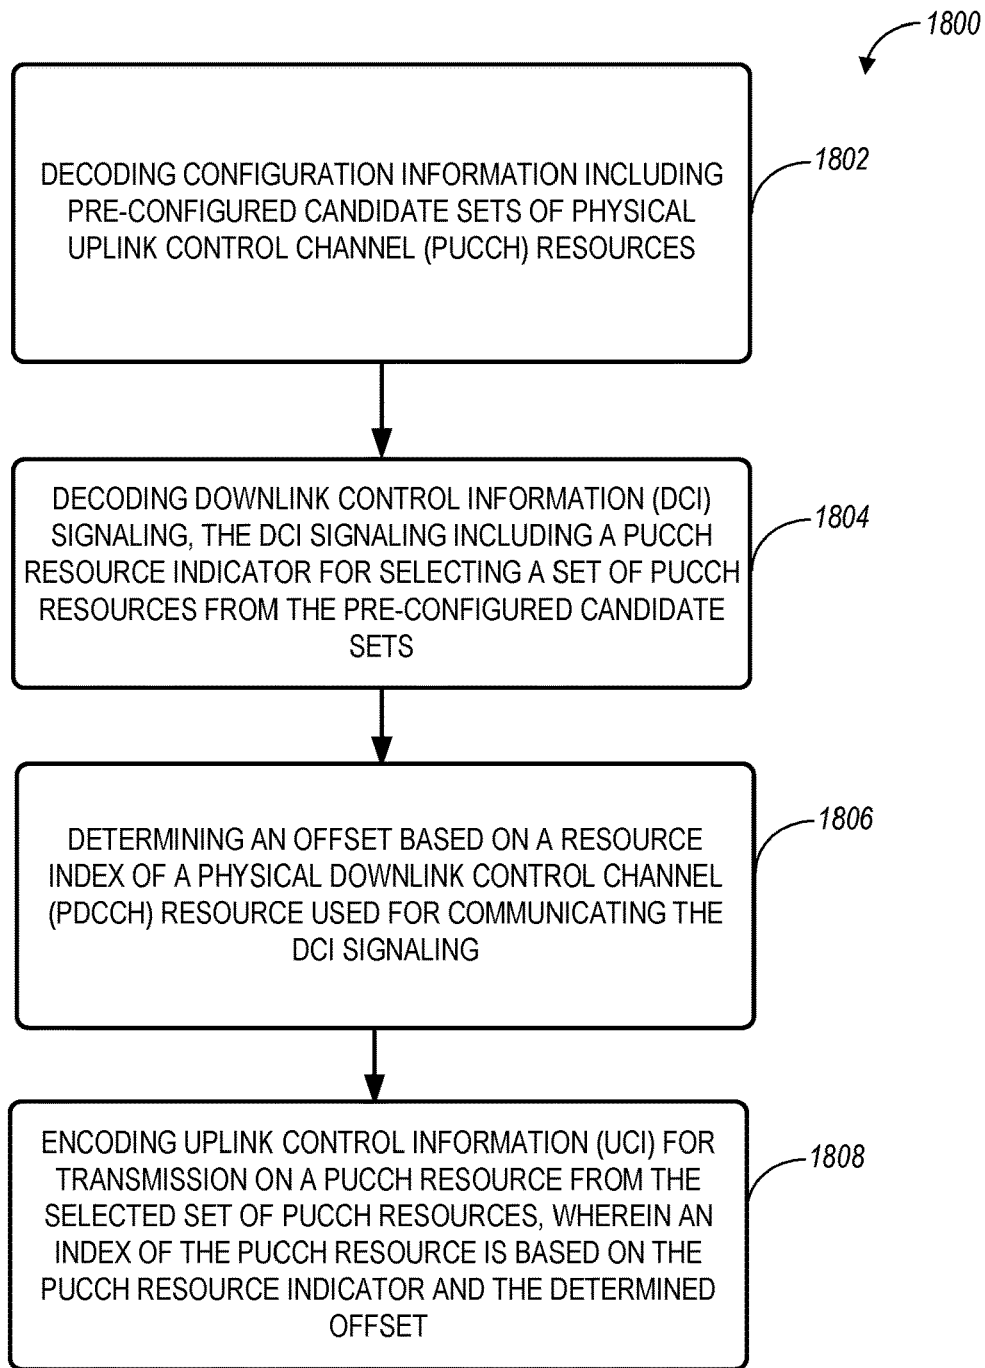 1800
DECODING CONFIGURATION INFORMATION INCLUDING
PRE-CONFIGURED CANDIDATE SETS OF PHYSICAL
UPLINK CONTROL CHANNEL (PUCCH) RESOURCES
1802
DECODING DOWNLINK CONTROL INFORMATION (DCI)
SIGNALING, THE DCI SIGNALING INCLUDING A PUCCH
RESOURCE INDICATOR FOR SELECTING A SET OF PUCCH
RESOURCES FROM THE PRE-CONFIGURED CANDIDATE
SETS
1804
DETERMINING AN OFFSET BASED ON A RESOURCE
INDEX OF A PHYSICAL DOWNLINK CONTROL CHANNEL
(PDCCH) RESOURCE USED FOR COMMUNICATING THE
DCI SIGNALING
1806
ENCODING UPLINK CONTROL INFORMATION (UCI) FOR
TRANSMISSION ON A PUCCH RESOURCE FROM THE
SELECTED SET OF PUCCH RESOURCES, WHEREIN AN
INDEX OF THE PUCCH RESOURCE IS BASED ON THE
PUCCH RESOURCE INDICATOR AND THE DETERMINED
OFFSET
1808